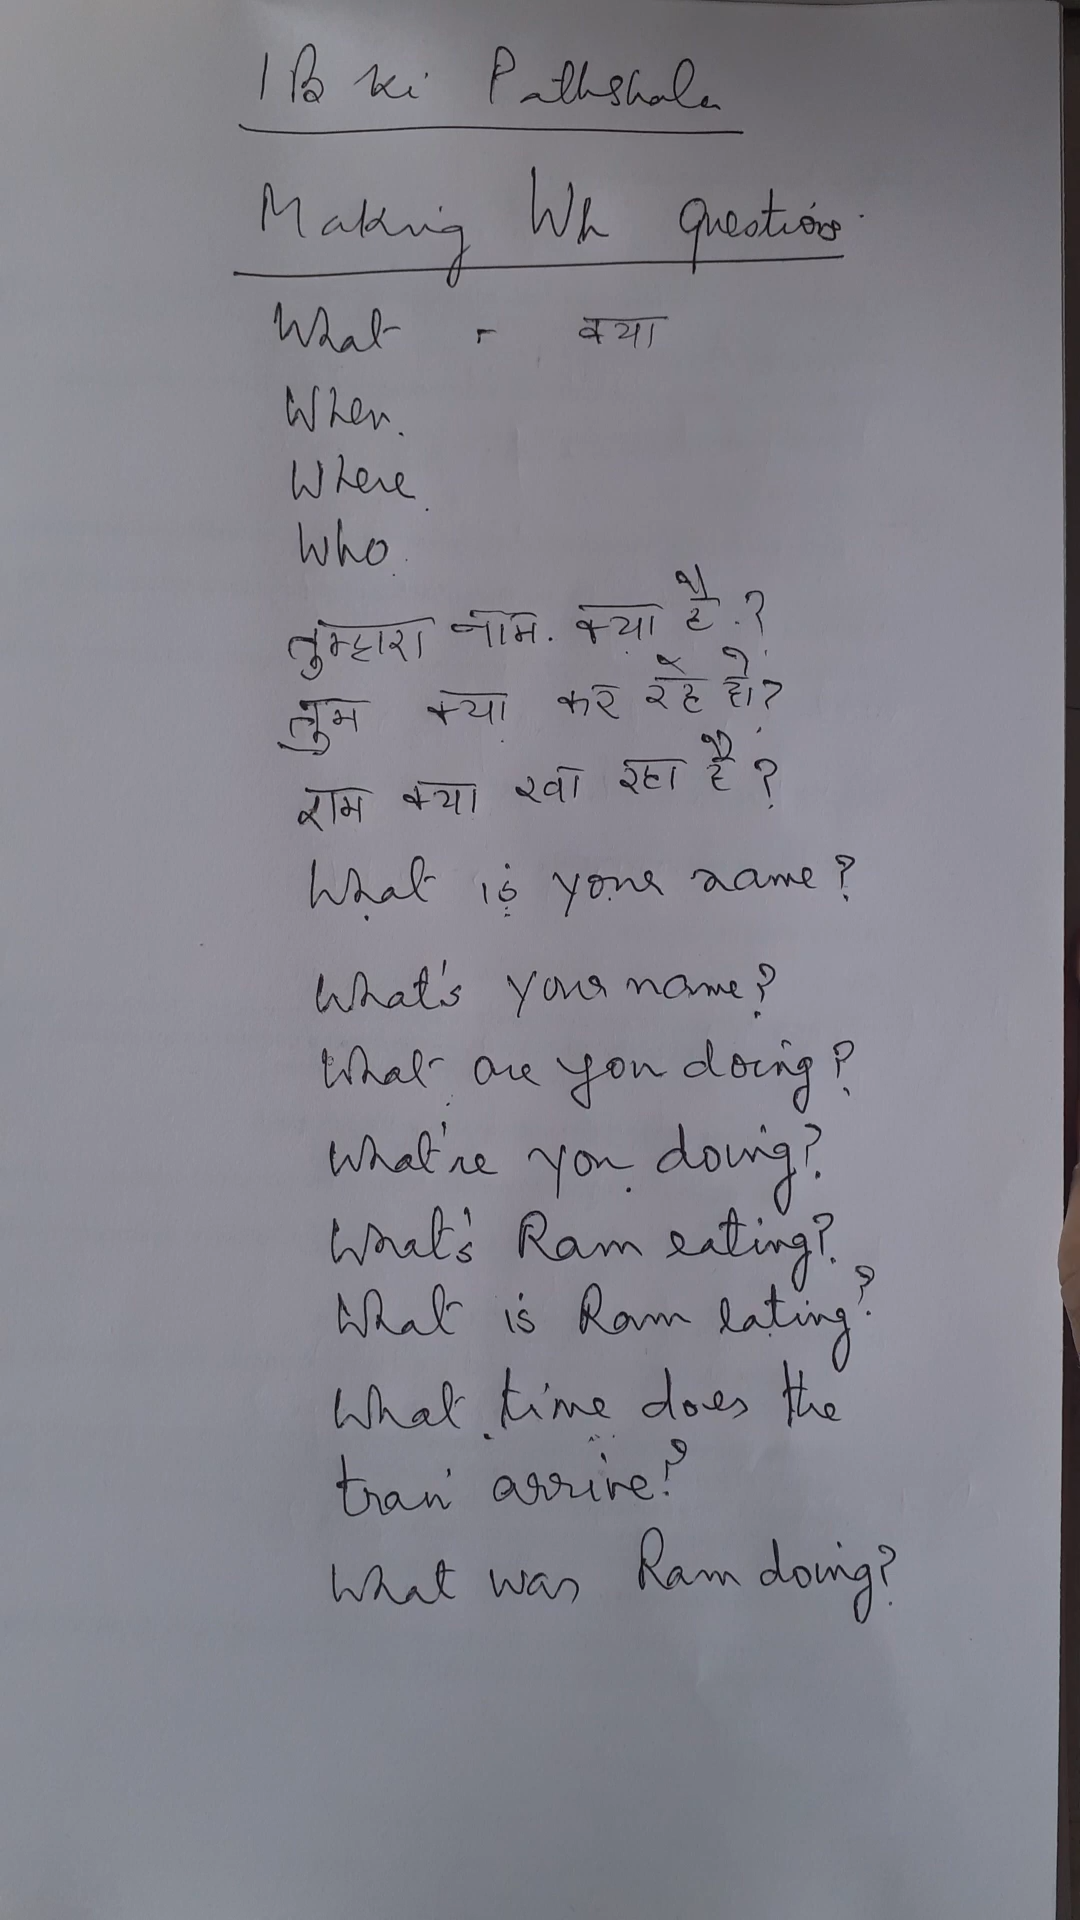 IB ki Pathshala
Making Wh Questions
What - क्या
When.
Where
Who.
तुम्हारा नाम. क्या है ?
तुम क्या कर रहे हो?
राम क्या खा रहा है ?
What is your name?
What's your name?
What are you doing?
What're you doing?
What's Ram eating?
What is Ram eating?
What time does the
train arrive?
What was Ram doing?